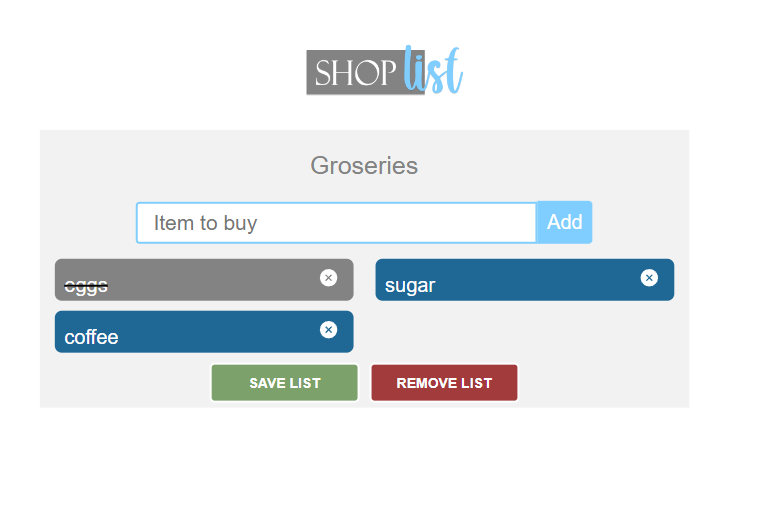 SHOP list
Groseries
Item to buy
Add
eggs
sugar
coffee
SAVE LIST
REMOVE LIST